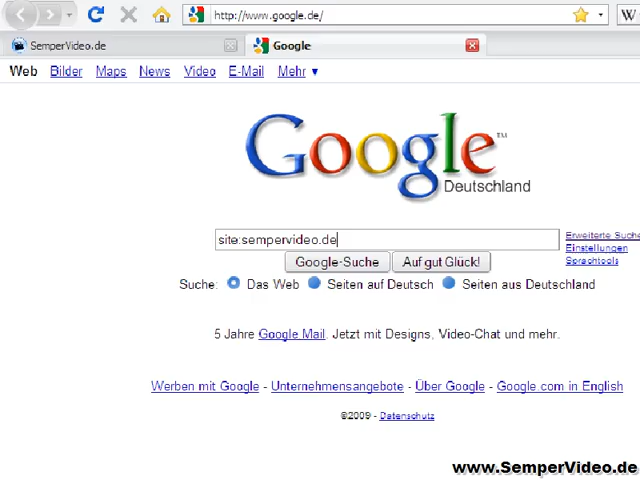 http://www.google.de/
W
SemperVideo.de
Google
Web Bilder Maps News Video E-Mail Mehr ▼
Google™
Deutschland
site:sempervideo.de
Erweiterte Suche
Einstellungen
Sprachtools
Google-Suche Auf gut Glück!
Suche: Das Web Seiten auf Deutsch Seiten aus Deutschland
5 Jahre Google Mail. Jetzt mit Designs, Video-Chat und mehr.
Werben mit Google - Unternehmensangebote - Über Google - Google.com in English
©2009 - Datenschutz
www.SemperVideo.de